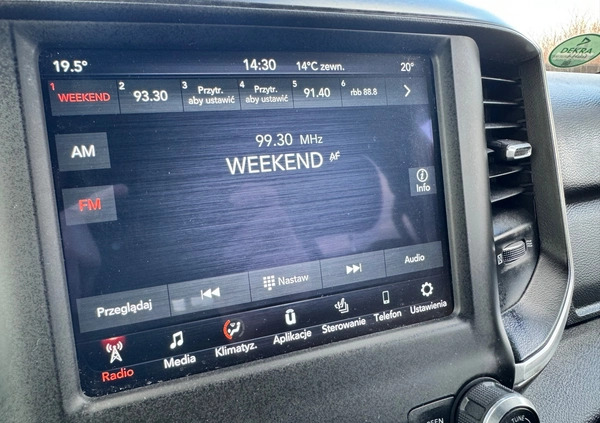 19.5° 14:30 14°C zewn. 20°
1 WEEKEND 2 93.30 3 Przytr. aby ustawić 4 Przytr. aby ustawić 5 91.40 6 rbb 88.8
DEKRA
AM
99.30 MHz
WEEKEND AF
FM
Info
Przeglądaj Nastaw Audio
Radio Media Klimatyz. Aplikacje Sterowanie Telefon Ustawienia
TUNE